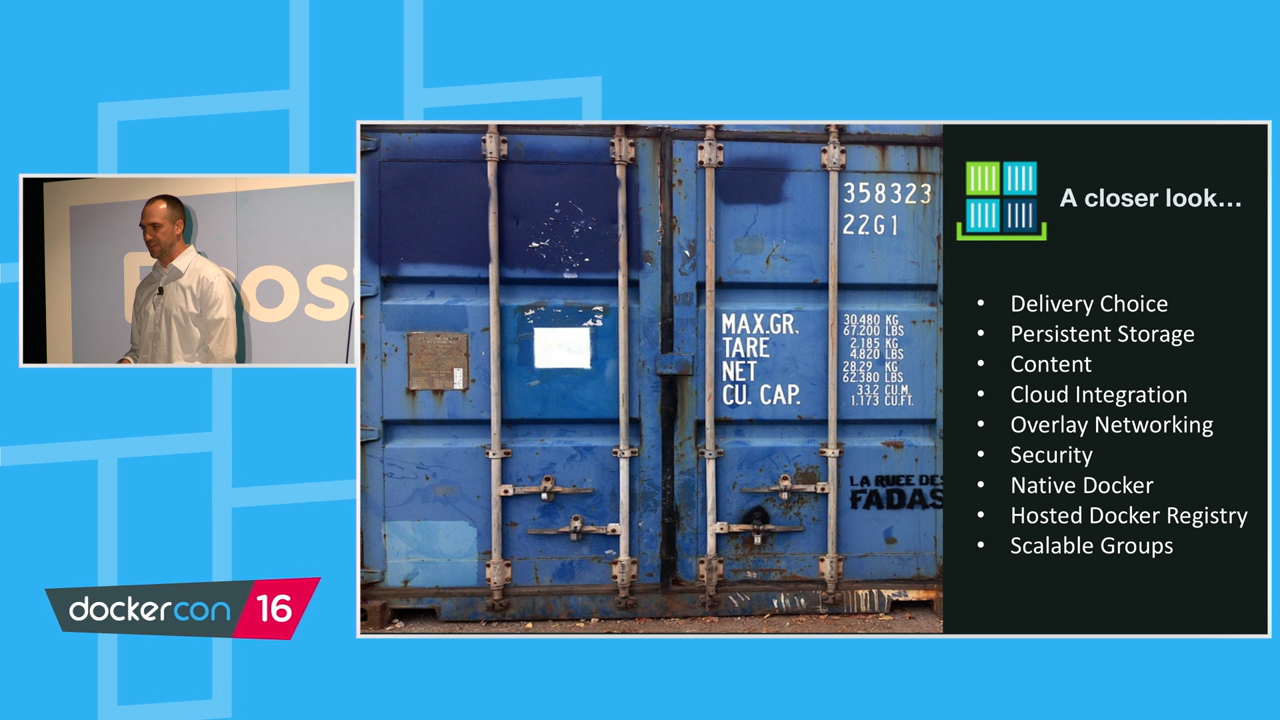 osy
dockercon 16
358323
22G1
MAX.GR.
TARE
NET
CU. CAP.
30.480 KG
67.200 LBS
2.185 KG
4.820 LBS
28.29 KG
62.380 LBS
332 CU.M.
1.173 CU.FT.
LA RUEE DES
FADAS
A closer look…
• Delivery Choice
• Persistent Storage
• Content
• Cloud Integration
• Overlay Networking
• Security
• Native Docker
• Hosted Docker Registry
• Scalable Groups